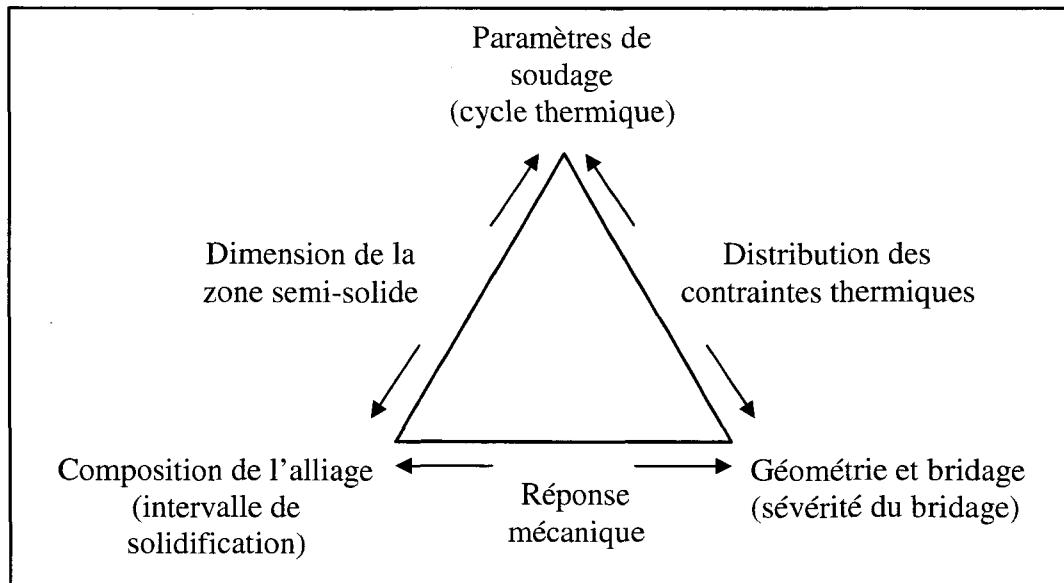 Paramètres de
soudage
(cycle thermique)
Dimension de la
zone semi-solide
Distribution des
contraintes thermiques
Composition de l'alliage
(intervalle de
solidification)
Réponse
mécanique
Géométrie et bridage
(sévérité du bridage)